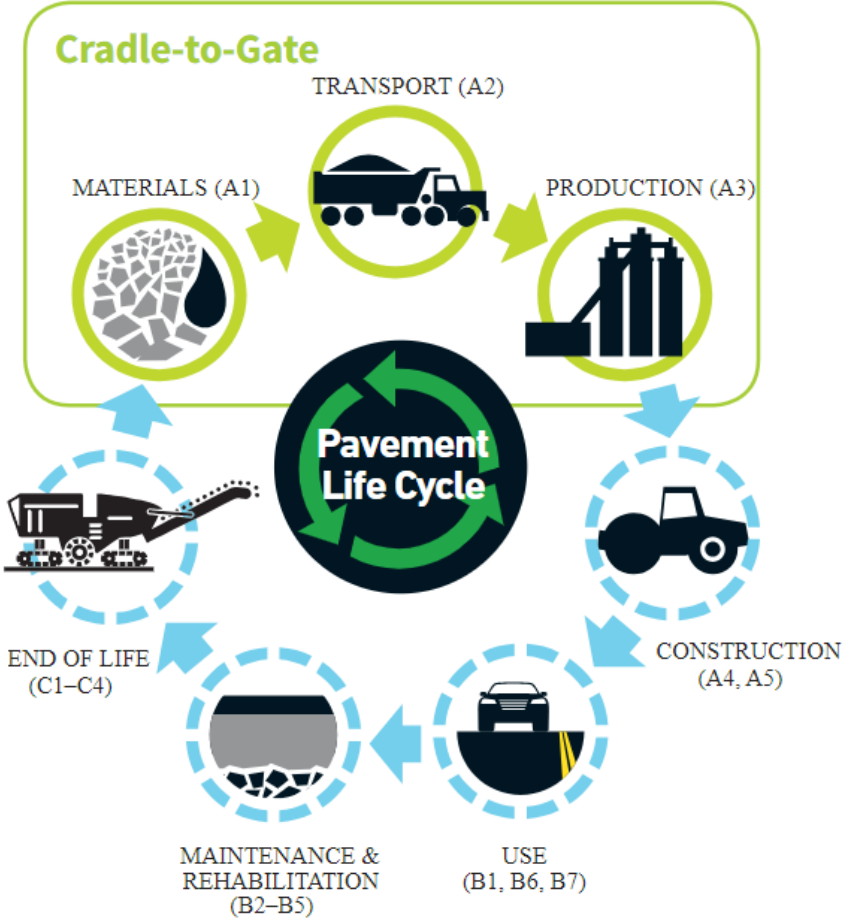 Cradle-to-Gate
TRANSPORT (A2)
MATERIALS (A1)
PRODUCTION (A3)
Pavement
Life Cycle
CONSTRUCTION
(A4, A5)
END OF LIFE
(C1–C4)
MAINTENANCE &
REHABILITATION
(B2–B5)
USE
(B1, B6, B7)